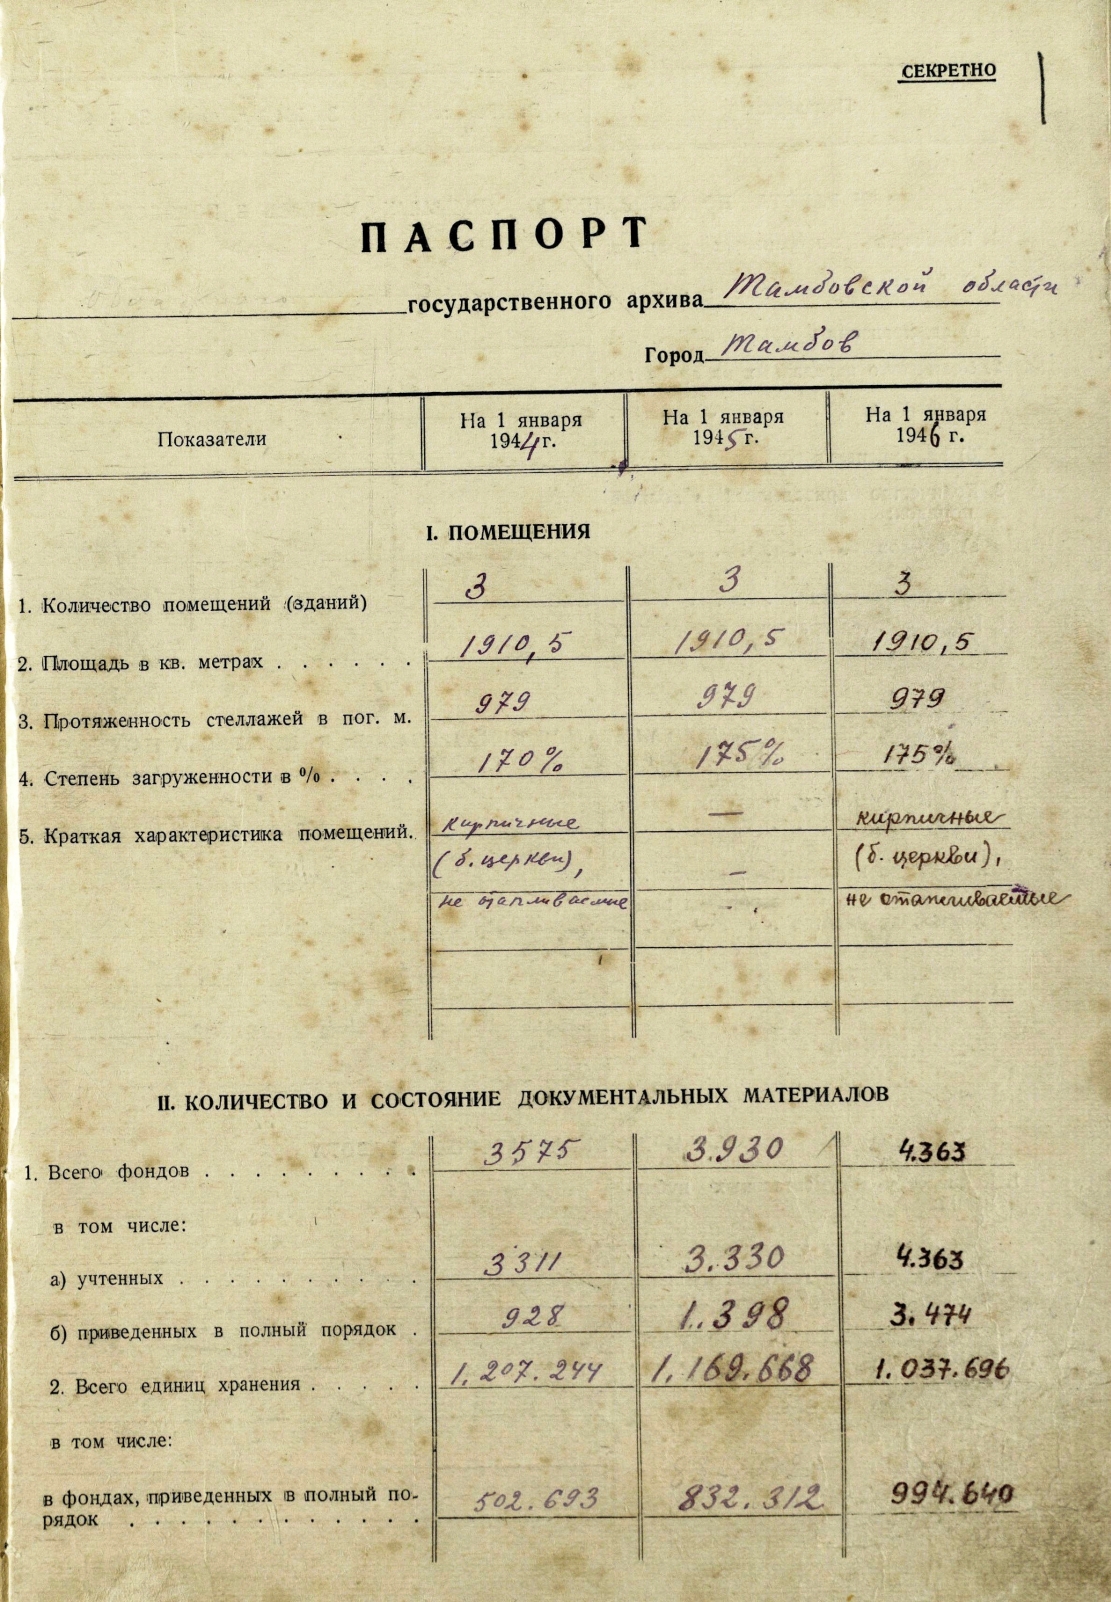 СЕКРЕТНО
ПАСПОРТ
государственного архива Тамбовской области
Город Тамбов
Показатели На 1 января 1944 г. На 1 января 1945 г. На 1 января 1946 г.
I. ПОМЕЩЕНИЯ
1. Количество помещений (зданий) 3 3 3
2. Площадь в кв. метрах . . . . . . 1910,5 1910,5 1910,5
3. Протяженность стеллажей в пог. м. 979 979 979
4. Степень загруженности в % . . . . 170% 175% 175%
5. Краткая характеристика помещений. кирпичные — кирпичные
(б. церкви), — (б. церкви),
не отапливаемые - не отапливаемые
II. КОЛИЧЕСТВО И СОСТОЯНИЕ ДОКУМЕНТАЛЬНЫХ МАТЕРИАЛОВ
1. Всего фондов . . . . . . . . . 3575 3.930 4.363
в том числе:
а) учтенных . . . . . . . . . . 3311 3.330 4.363
б) приведенных в полный порядок . 928 1.398 3.474
2. Всего единиц хранения . . . . . 1.207.244 1.169.668 1.037.696
в том числе:
в фондах, приведенных в полный по-
рядок . . . . . . . . . . . . 502.693 832.312 994.640